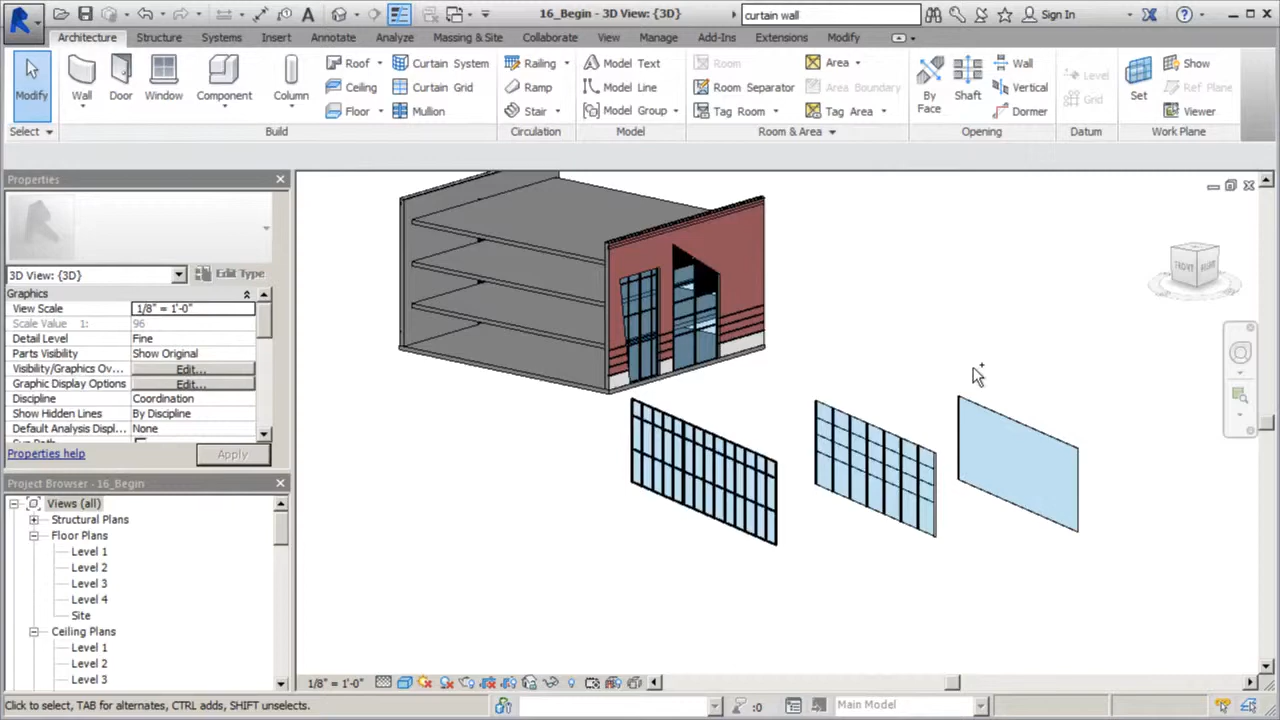 16_Begin - 3D View: {3D}
curtain wall
Sign In
Architecture Structure Systems Insert Annotate Analyze Massing & Site Collaborate View Manage Add-Ins Extensions Modify
Modify
Wall
Door
Window
Component
Column
Roof
Ceiling
Floor
Curtain System
Curtain Grid
Mullion
Railing
Ramp
Stair
Model Text
Model Line
Model Group
Room
Room Separator
Tag Room
Area
Area Boundary
Tag Area
By
Face
Shaft
Wall
Vertical
Dormer
Level
Grid
Set
Show
Ref Plane
Viewer
Select Build Circulation Model Room & Area Opening Datum Work Plane
Properties
3D View: {3D} Edit Type
Graphics
View Scale 1/8" = 1'-0"
Scale Value 1: 96
Detail Level Fine
Parts Visibility Show Original
Visibility/Graphics Ov... Edit...
Graphic Display Options Edit...
Discipline Coordination
Show Hidden Lines By Discipline
Default Analysis Displ... None
Properties help Apply
Project Browser - 16_Begin
Views (all)
Structural Plans
Floor Plans
Level 1
Level 2
Level 3
Level 4
Site
Ceiling Plans
Level 1
Level 2
Level 3
FRONT
RIGHT
1/8" = 1'-0"
Click to select, TAB for alternates, CTRL adds, SHIFT unselects.
:0
Main Model